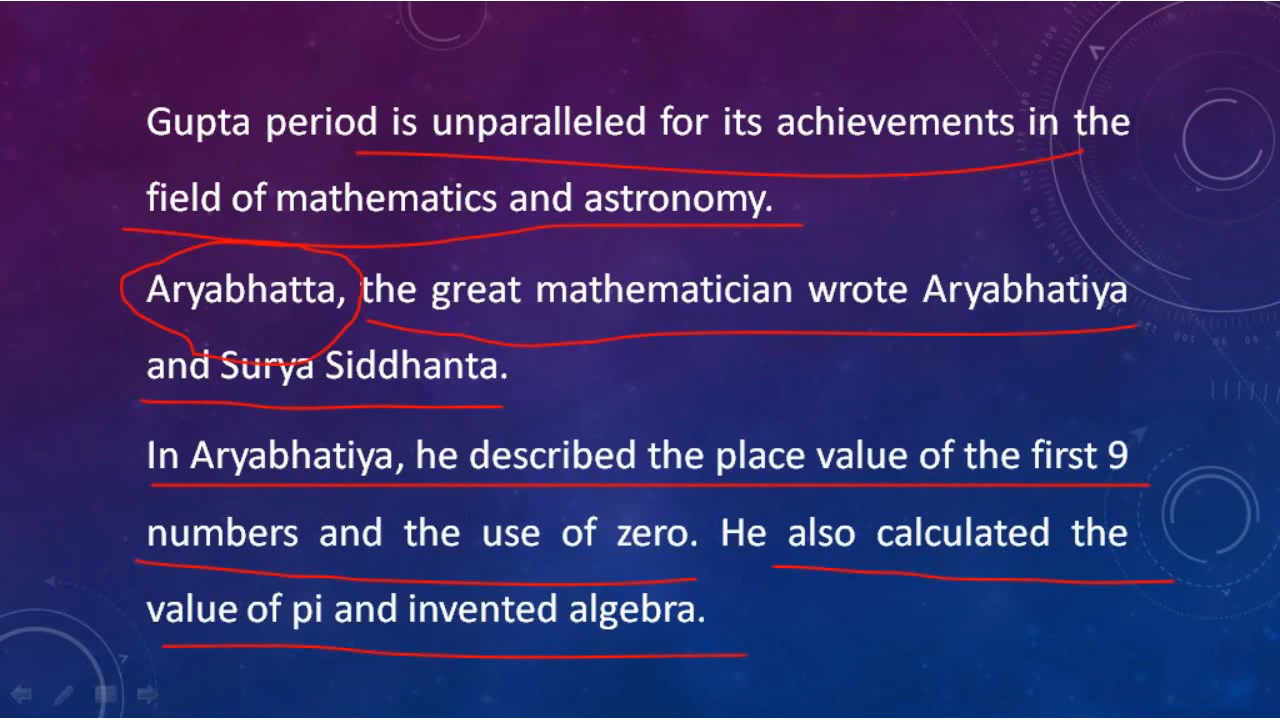 Gupta period is unparalleled for its achievements in the
field of mathematics and astronomy.
Aryabhatta, the great mathematician wrote Aryabhatiya
and Surya Siddhanta.
In Aryabhatiya, he described the place value of the first 9
numbers and the use of zero. He also calculated the
value of pi and invented algebra.